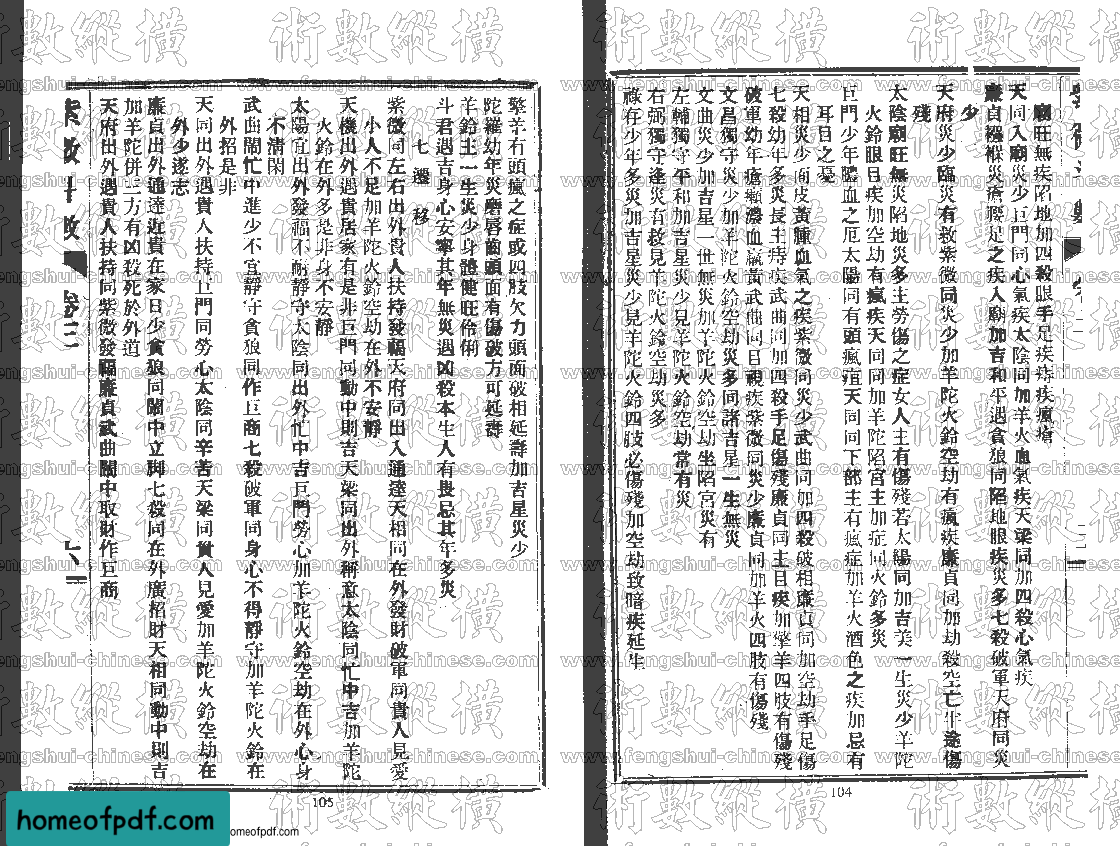 廟旺無疾陷地加四殺眼手足疾痔疾瘋瘡
天同入廟災少巨門同心氣疾太陰同加羊火血氣疾天梁同加四殺心氣疾
廉貞襁褓災瘡腰足之疾入廟加吉和平遇貪狼同陷地眼疾災多七殺破軍天府同災
少
天府災少臨災有救紫微同災少加羊陀火鈴空劫有瘋疾廉貞同加劫殺空亡半途傷
殘
太陰廟旺無災陷地災多主勞傷之症女人主有傷殘若太陽同加吉美一生災少羊陀
火鈴眼目疾加空劫有瘋疾天同同加羊陀陷宮主加症同火鈴多災
巨門少年膿血之厄太陽同有頭瘋疽天同同下部主有瘋症加羊火酒色之疾加忌有
耳目之憂
天相災少面皮黃腫血氣之疾紫微同災少武曲同加四殺破相廉貞同加空劫手足傷
七殺幼年多災長主痔疾武曲同加四殺手足傷殘廉貞同主目疾加擎羊四肢有傷殘
破軍幼年瘡癩濃血羸黃武曲同目視疾紫微同災少廉貞同加羊火四肢有傷殘
文昌獨守災少加羊陀火鈴空劫災多同諸吉星一生無災
文曲災少加吉星一世無災加羊陀火鈴空劫坐陷宮災有
左輔獨守平和加吉星災少見羊陀火鈴空劫常有災
右弼獨守逢災有救見羊陀火鈴空劫災多
祿存少年多災加吉星災少見羊陀火鈴四肢必傷殘加空劫致暗疾延生
104
擎羊有頭瘋之症或四肢欠力頭面破相延壽加吉星災少
陀羅幼年災磨唇齒頭面有傷破方可延壽
羊鈴主一生災少身體健旺伶俐
斗君遇吉身心安寧其年無災遇凶殺本生人有畏忌其年多災
七 遷 移
紫微同左右出外貴人扶持發福天府同出入通達天相同在外發財破軍同貴人見愛
小人不足加羊陀火鈴空劫在外不安靜
天機出外遇貴居家有是非巨門同動中則吉天梁同出外稱意太陰同忙中吉加羊陀
火鈴在外多是非身不安靜
太陽宜出外發福不耐靜守太陰同出外忙中吉巨門勞心加羊陀火鈴空劫在外心身
不清閑
武曲鬧忙中進少不宜靜守貪狼同作巨商七殺破軍同身心不得靜守加羊陀火鈴在
外招是非
天同出外遇貴人扶持巨門同勞心太陰同辛苦天梁同貴人見愛加羊陀火鈴空劫在
外少遂志
廉貞出外通達近貴在家日少貪狼同鬧中立脚七殺同在外廣招財天相同動中則吉
加羊陀併三方有凶殺死於外道
天府出外遇貴人扶持同紫微發福廉貞武曲鬧中取財作巨商
卷三
105
術數縱橫
www.fengshui-chinese.com
homeofpdf.com
homeofpdf.com